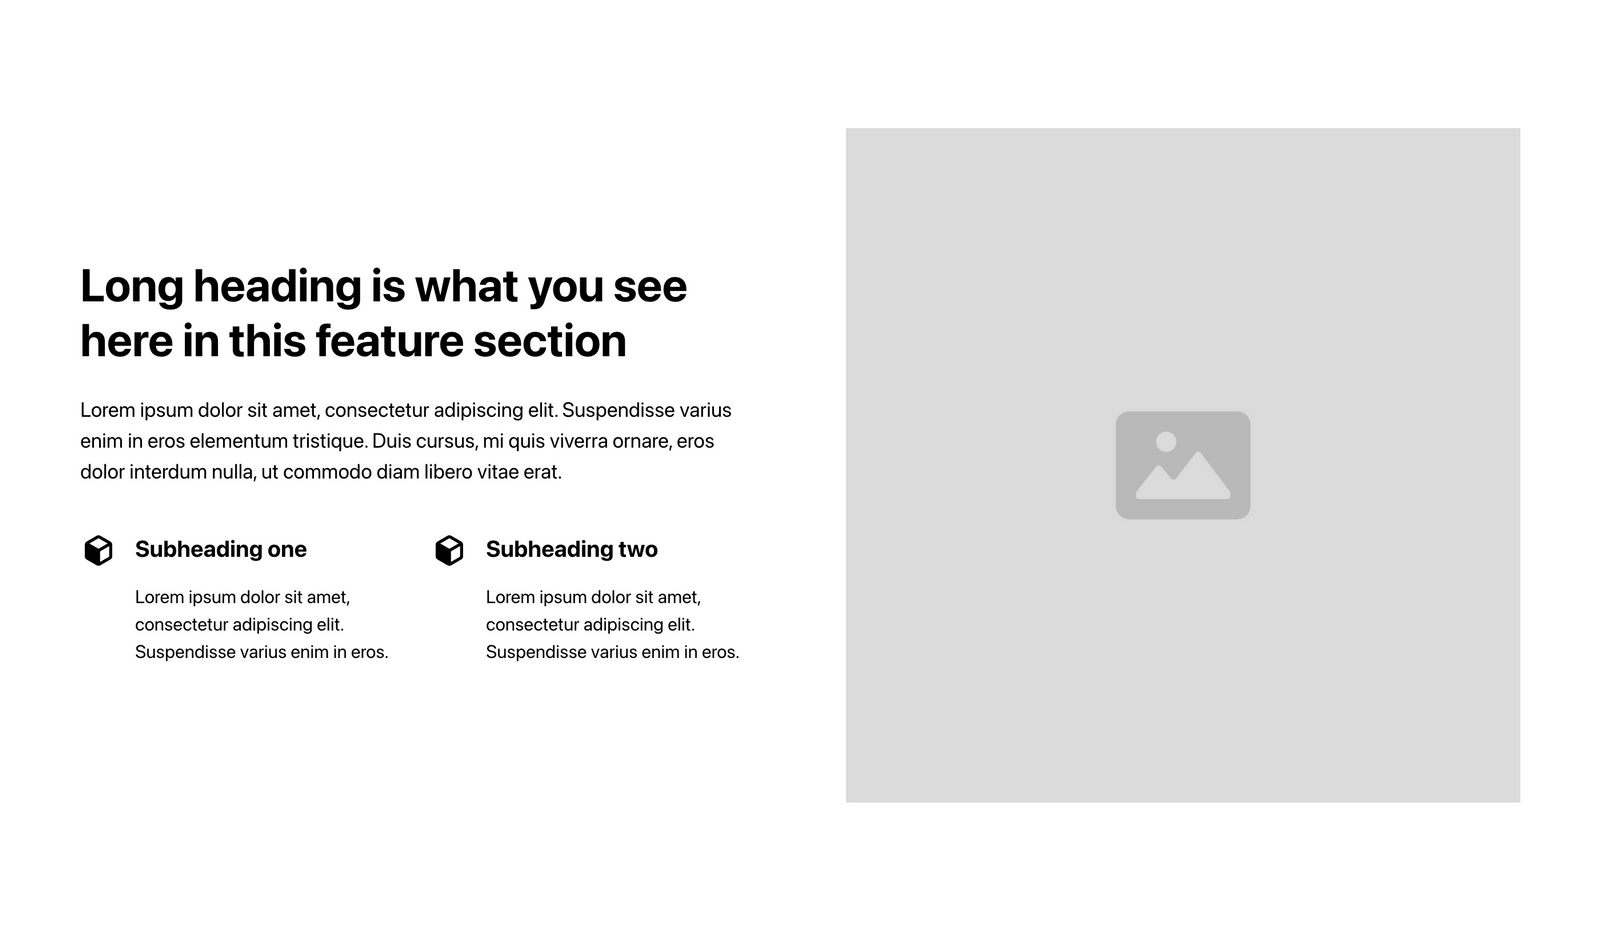 Long heading is what you see
here in this feature section
Lorem ipsum dolor sit amet, consectetur adipiscing elit. Suspendisse varius
enim in eros elementum tristique. Duis cursus, mi quis viverra ornare, eros
dolor interdum nulla, ut commodo diam libero vitae erat.
Subheading one
Lorem ipsum dolor sit amet,
consectetur adipiscing elit.
Suspendisse varius enim in eros.
Subheading two
Lorem ipsum dolor sit amet,
consectetur adipiscing elit.
Suspendisse varius enim in eros.